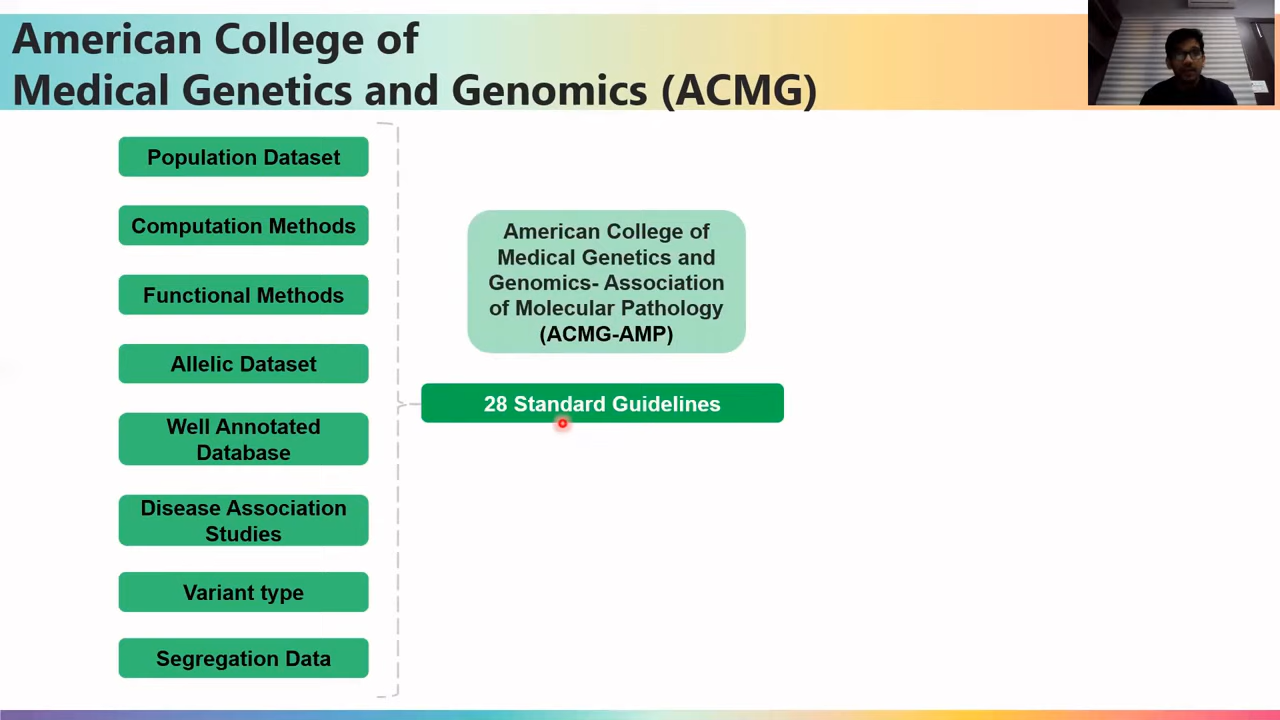 American College of
Medical Genetics and Genomics (ACMG)
Population Dataset
Computation Methods
Functional Methods
Allelic Dataset
Well Annotated
Database
Disease Association
Studies
Variant type
Segregation Data
American College of
Medical Genetics and
Genomics- Association
of Molecular Pathology
(ACMG-AMP)
28 Standard Guidelines